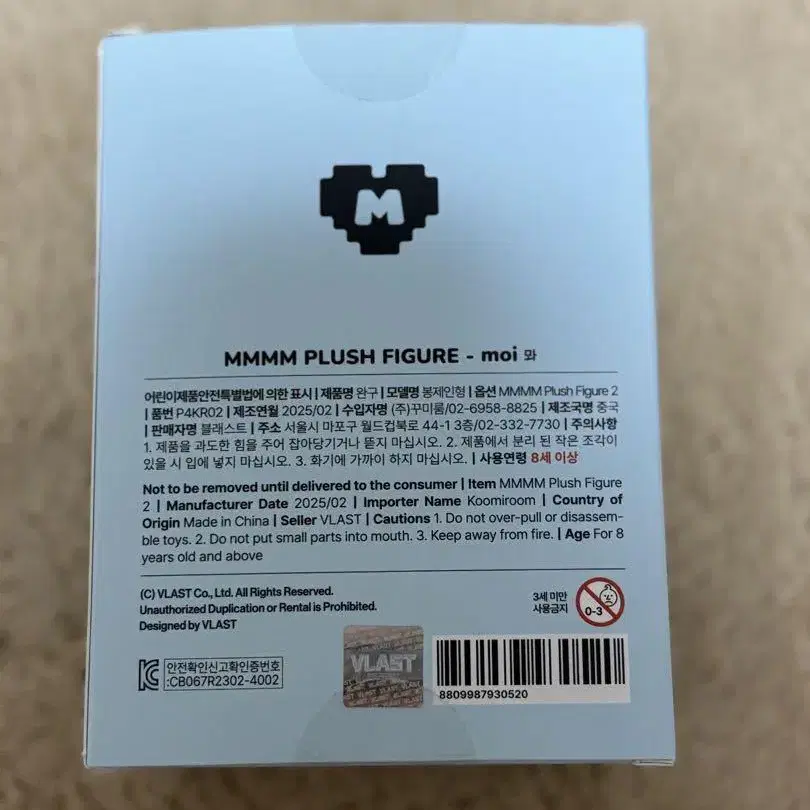 M
MMMM PLUSH FIGURE - moi 뫄
어린이제품안전특별법에 의한 표시 | 제품명 완구 | 모델명 봉제인형 | 옵션 MMMM Plush Figure 2
| 품번 P4KR02 | 제조연월 2025/02 | 수입자명 (주)꾸미룸/02-6958-8825 | 제조국명 중국
| 판매자명 블래스트 | 주소 서울시 마포구 월드컵북로 44-1 3층/02-332-7730 | 주의사항
1. 제품을 과도한 힘을 주어 잡아당기거나 뜯지 마십시오. 2. 제품에서 분리 된 작은 조각이
있을 시 입에 넣지 마십시오. 3. 화기에 가까이 하지 마십시오. | 사용연령 8세 이상
Not to be removed until delivered to the consumer | Item MMMM Plush Figure
2 | Manufacturer Date 2025/02 | Importer Name Koomiroom | Country of
Origin Made in China | Seller VLAST | Cautions 1. Do not over-pull or disassem-
ble toys. 2. Do not put small parts into mouth. 3. Keep away from fire. | Age For 8
years old and above
(C) VLAST Co., Ltd. All Rights Reserved.
Unauthorized Duplication or Rental is Prohibited.
Designed by VLAST
3세 미만
사용금지
0-3
KC
안전확인신고확인증번호
:CB067R2302-4002
VLAST
8809987930520